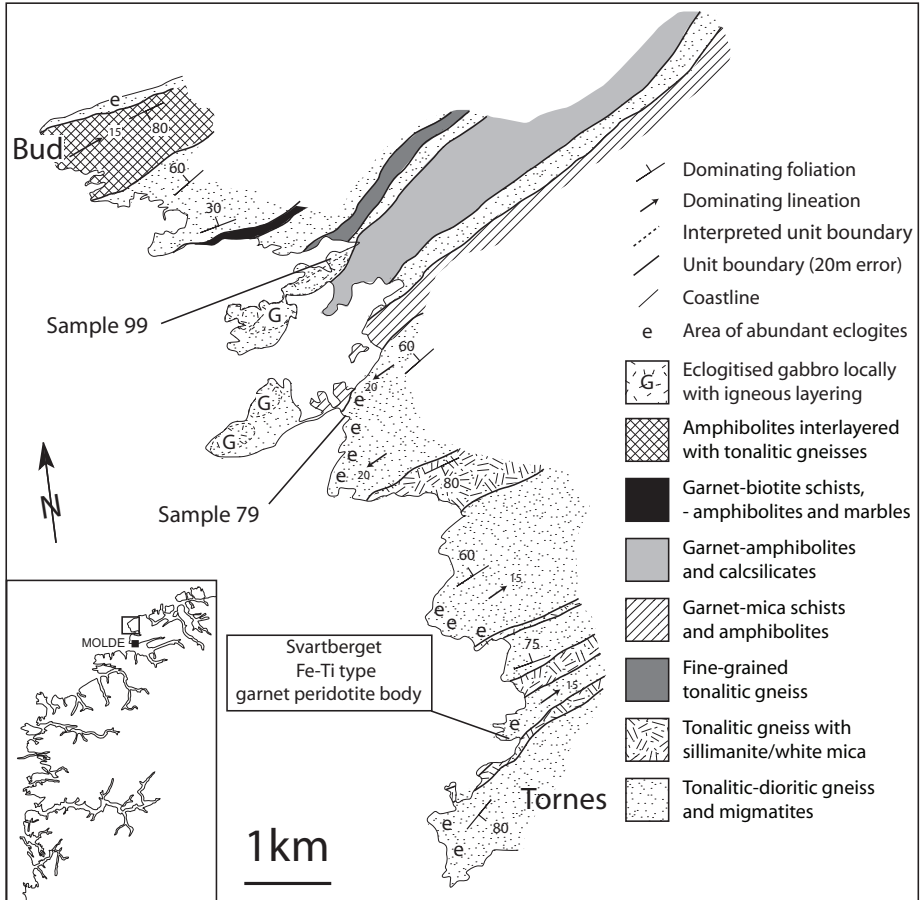 e
15
80
Bud
60
30
Sample 99
G
60
20
e
G
G
e
e
20
e
80
Sample 79
60
15
e
e
e
75
15
e
Svartberget
Fe-Ti type
garnet peridotite body
Tornes
e
80
e
1km
N
MOLDE
Dominating foliation
Dominating lineation
Interpreted unit boundary
Unit boundary (20m error)
Coastline
e Area of abundant eclogites
G Eclogitised gabbro locally
with igneous layering
Amphibolites interlayered
with tonalitic gneisses
Garnet-biotite schists,
- amphibolites and marbles
Garnet-amphibolites
and calcsilicates
Garnet-mica schists
and amphibolites
Fine-grained
tonalitic gneiss
Tonalitic gneiss with
sillimanite/white mica
Tonalitic-dioritic gneiss
and migmatites